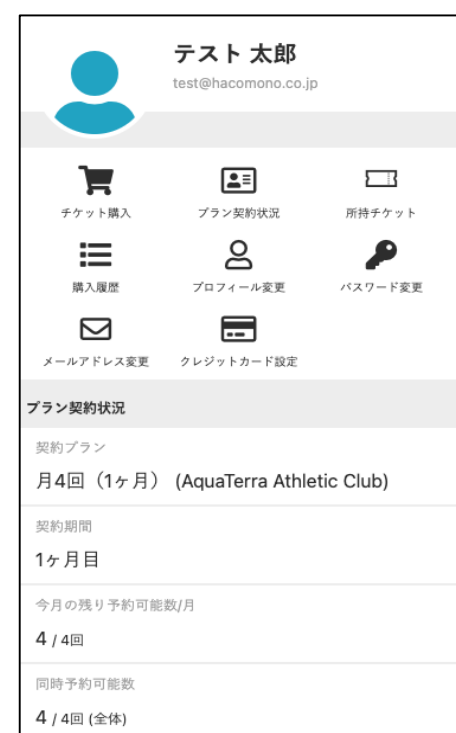 テスト 太郎
test@hacomono.co.jp
チケット購入 プラン契約状況 所持チケット
購入履歴 プロフィール変更 パスワード変更
メールアドレス変更 クレジットカード設定
プラン契約状況
契約プラン
月4回（1ヶ月） (AquaTerra Athletic Club)
契約期間
1ヶ月目
今月の残り予約可能数/月
4 / 4回
同時予約可能数
4 / 4回 (全体)